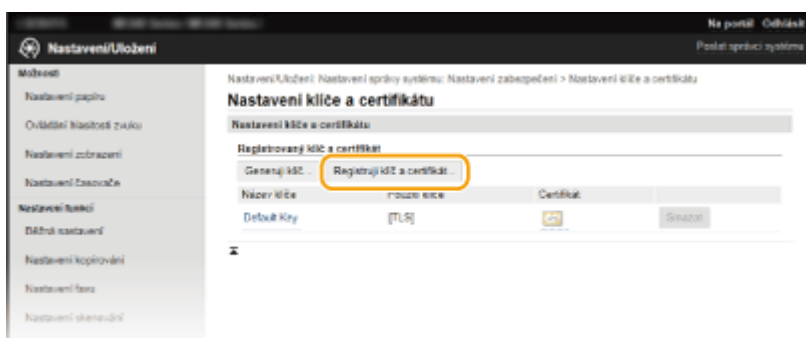 Na portál Odhlásit
Nastavení/Uložení
Poslat správci systému
Možnosti
Nastavení papíru
Ovládání hlasitosti zvuku
Nastavení zobrazení
Nastavení časovače
Nastavení funkcí
Běžná nastavení
Nastavení kopírování
Nastavení faxu
Nastavení skenování
Nastavení/Uložení: Nastavení správy systému: Nastavení zabezpečení > Nastavení klíče a certifikátu
Nastavení klíče a certifikátu
Nastavení klíče a certifikátu
Registrovaný klíč a certifikát
Generuj klíč... Registruji klíč a certifikát...
Název klíče Použití klíče Certifikát
Default Key [TLS] Smazat